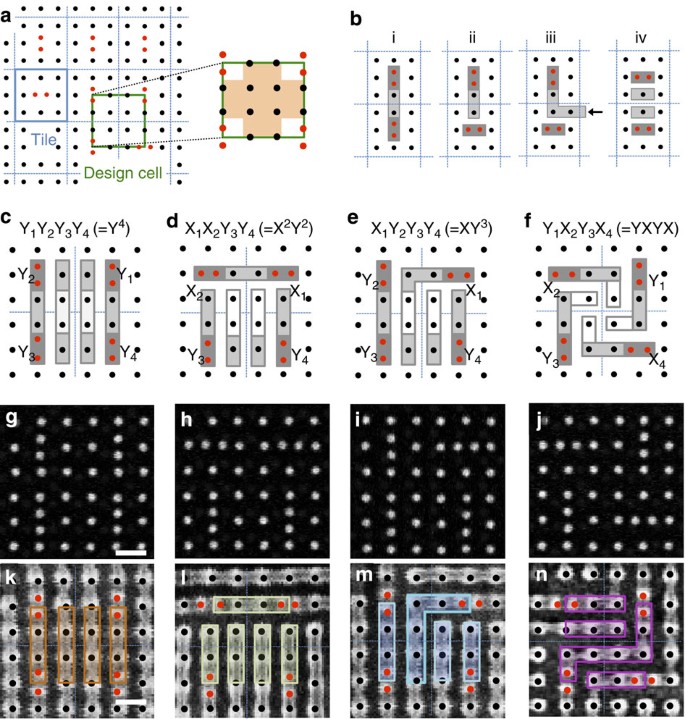 a
Tile
Design cell
b
i ii iii iv
c d e f
Y₁Y₂Y₃Y₄ (=Y⁴) X₁X₂Y₃Y₄ (=X²Y²) X₁Y₂Y₃Y₄ (=XY³) Y₁X₂Y₃X₄ (=YXYX)
Y₂ Y₁ X₂ X₁ Y₂ X₁ X₂ Y₁
Y₃ Y₄ Y₃ Y₄ Y₃ Y₄ Y₃ X₄
g h i j
k l m n